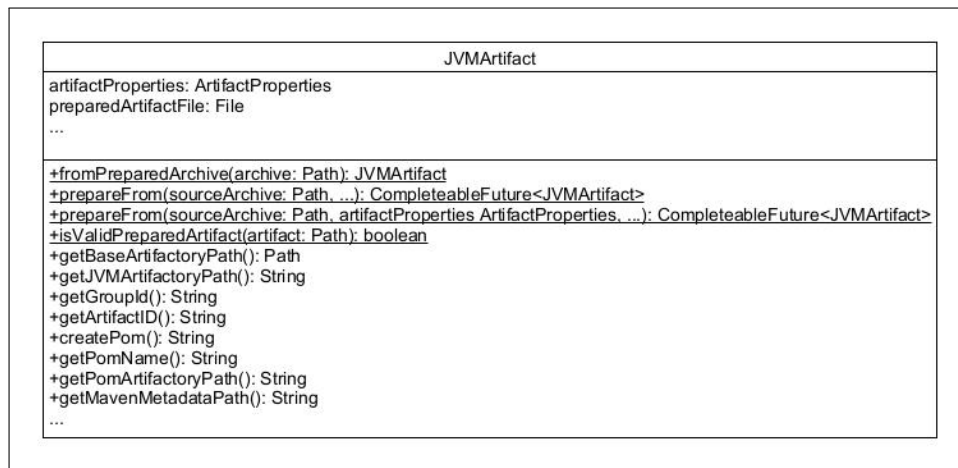 JVMArtifact
artifactProperties: ArtifactProperties
preparedArtifactFile: File
...
+fromPreparedArchive(archive: Path): JVMArtifact
+prepareFrom(sourceArchive: Path, ...): CompleteableFuture<JVMArtifact>
+prepareFrom(sourceArchive: Path, artifactProperties ArtifactProperties, ...): CompleteableFuture<JVMArtifact>
+isValidPreparedArtifact(artifact: Path): boolean
+getBaseArtifactoryPath(): Path
+getJVMArtifactoryPath(): String
+getGroupId(): String
+getArtifactID(): String
+createPom(): String
+getPomName(): String
+getPomArtifactoryPath(): String
+getMavenMetadataPath(): String
...